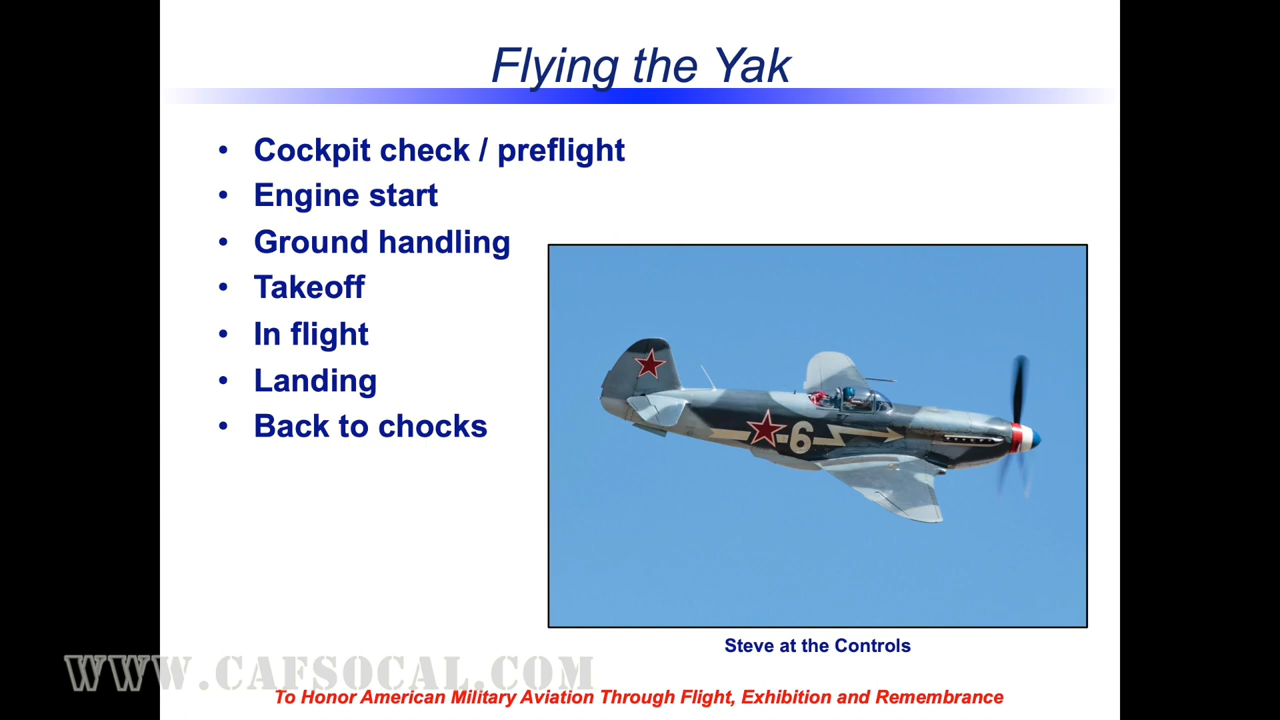 Flying the Yak
• Cockpit check / preflight
• Engine start
• Ground handling
• Takeoff
• In flight
• Landing
• Back to chocks
6
Steve at the Controls
WWW.CAFSOCAL.COM
To Honor American Military Aviation Through Flight, Exhibition and Remembrance